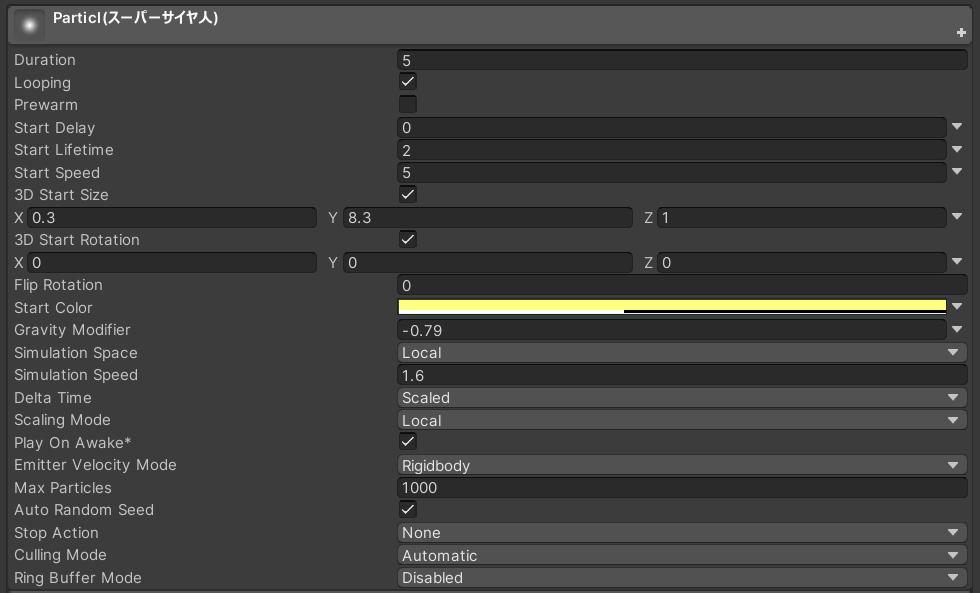 Particl(スーパーサイヤ人)
Duration 5
Looping
Prewarm
Start Delay 0
Start Lifetime 2
Start Speed 5
3D Start Size
X 0.3 Y 8.3 Z 1
3D Start Rotation
X 0 Y 0 Z 0
Flip Rotation 0
Start Color
Gravity Modifier -0.79
Simulation Space Local
Simulation Speed 1.6
Delta Time Scaled
Scaling Mode Local
Play On Awake*
Emitter Velocity Mode Rigidbody
Max Particles 1000
Auto Random Seed
Stop Action None
Culling Mode Automatic
Ring Buffer Mode Disabled